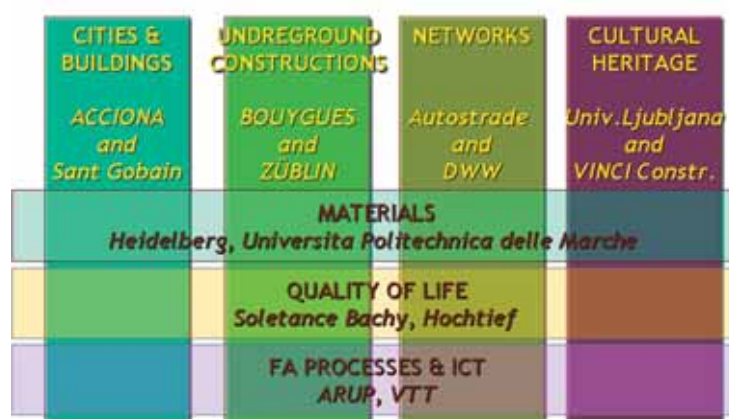 CITIES &
BUILDINGS
ACCIONA
and
Sant Gobain
UNDREGROUND
CONSTRUCTIONS
BOUYGUES
and
ZÜBLIN
NETWORKS
Autostrade
and
DWW
CULTURAL
HERITAGE
Univ.Ljubljana
and
VINCI Constr.
MATERIALS
Heidelberg, Universita Politechnica delle Marche
QUALITY OF LIFE
Soletance Bachy, Hochtief
FA PROCESSES & ICT
ARUP, VTT